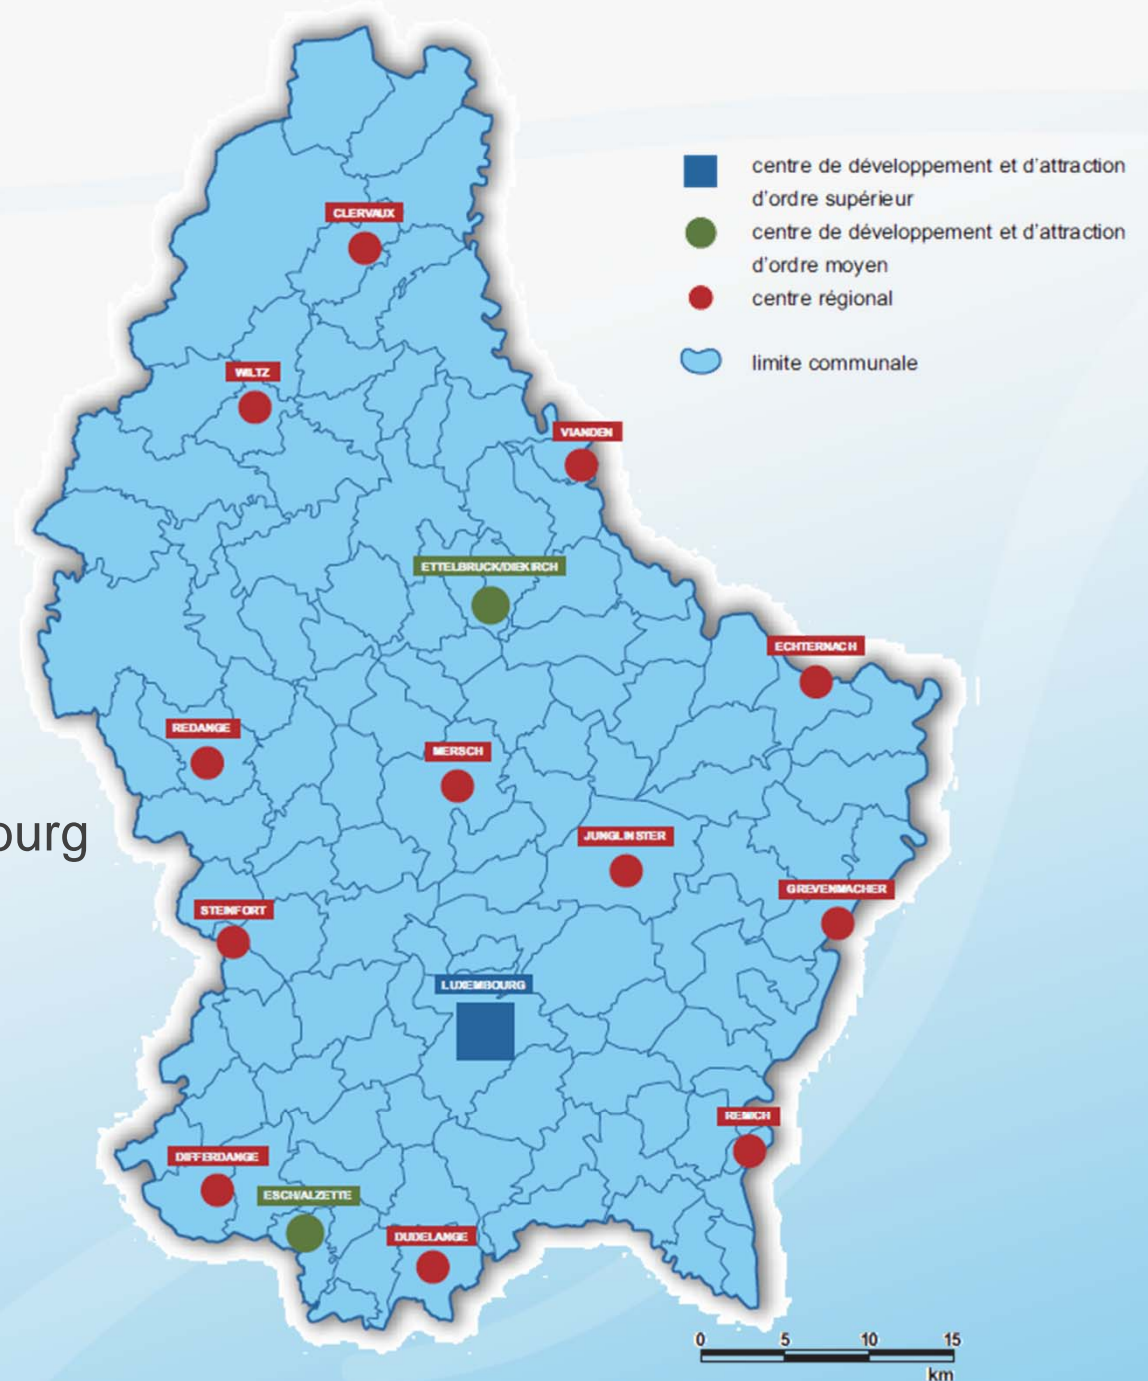 centre de développement et d'attraction
d'ordre supérieur
centre de développement et d'attraction
d'ordre moyen
centre régional
limite communale
CLERVAUX
WILTZ
VIANDEN
ETTELBRUCK/DIEKIRCH
ECHTERNACH
REDANGE
MERSCH
ourg
JUNGLINSTER
GREVENMACHER
STEINFORT
LUXEMBOURG
REMICH
DIFFERDANGE
ESCH/ALZETTE
DUDELANGE
0 5 10 15
km